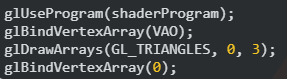 glUseProgram(shaderProgram);
glBindVertexArray(VAO);
glDrawArrays(GL_TRIANGLES, 0, 3);
glBindVertexArray(0);